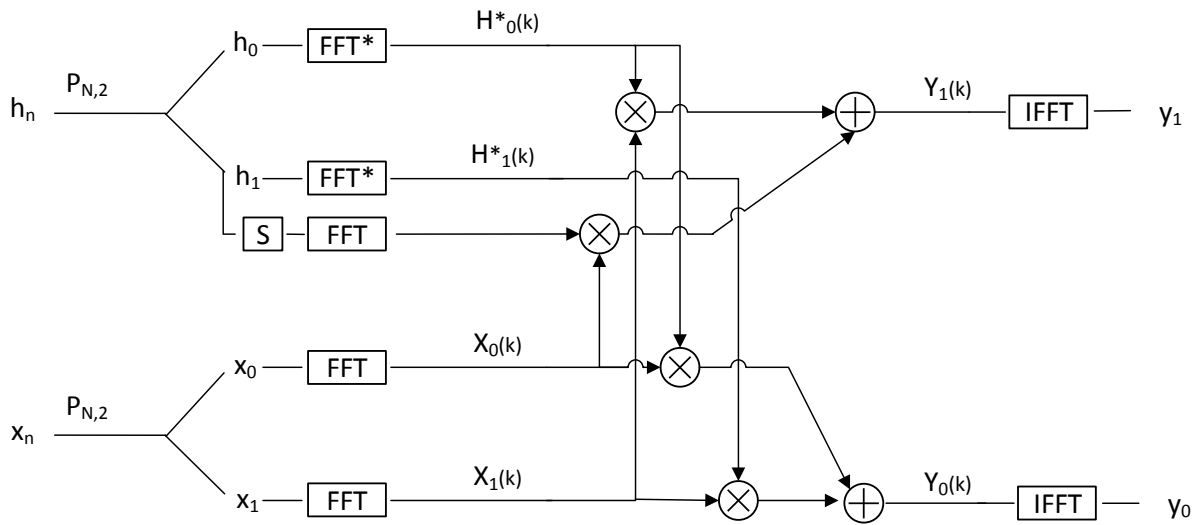 H*₀(k)
h₀ FFT*
P_N,2
hₙ
Y₁(k)
IFFT y₁
H*₁(k)
h₁ FFT*
S FFT
X₀(k)
x₀ FFT
P_N,2
xₙ
X₁(k)
x₁ FFT
Y₀(k)
IFFT y₀